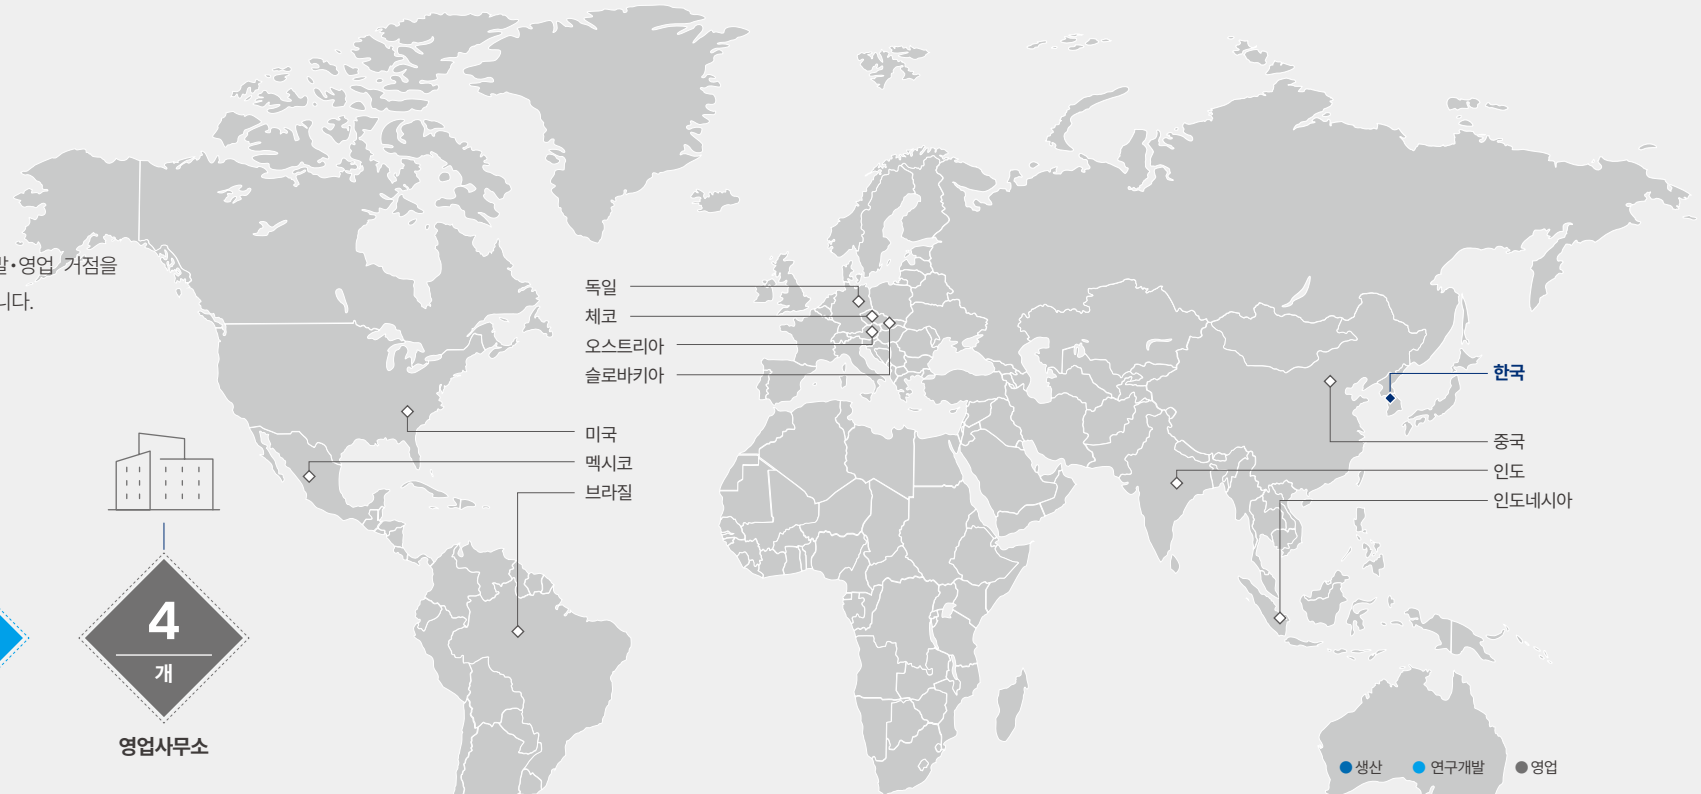 ·영업 거점을
니다.
독일
체코
오스트리아
슬로바키아
미국
멕시코
브라질
한국
중국
인도
인도네시아
4
개
영업사무소
생산
연구개발
영업